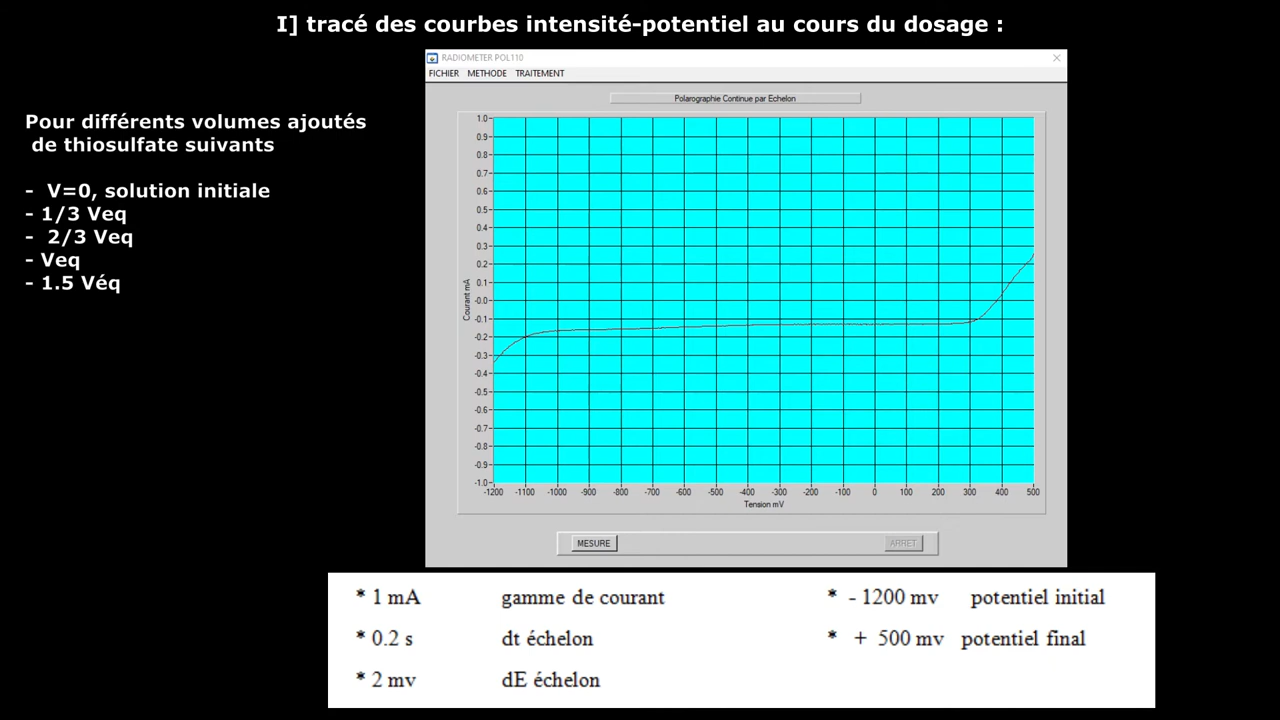 I] tracé des courbes intensité-potentiel au cours du dosage :
Pour différents volumes ajoutés
de thiosulfate suivants
- V=0, solution initiale
- 1/3 Veq
- 2/3 Veq
- Veq
- 1.5 Véq
RADIOMETER POL110
FICHIER METHODE TRAITEMENT
Polarographie Continue par Echelon
1.0
0.9
0.8
0.7
0.6
0.5
0.4
0.3
0.2
0.1
-0.0
-0.1
-0.2
-0.3
-0.4
-0.5
-0.6
-0.7
-0.8
-0.9
-1.0
Courant mA
-1200 -1100 -1000 -900 -800 -700 -600 -500 -400 -300 -200 -100 0 100 200 300 400 500
Tension mV
MESURE ARRET
* 1 mA gamme de courant * - 1200 mv potentiel initial
* 0.2 s dt échelon * + 500 mv potentiel final
* 2 mv dE échelon